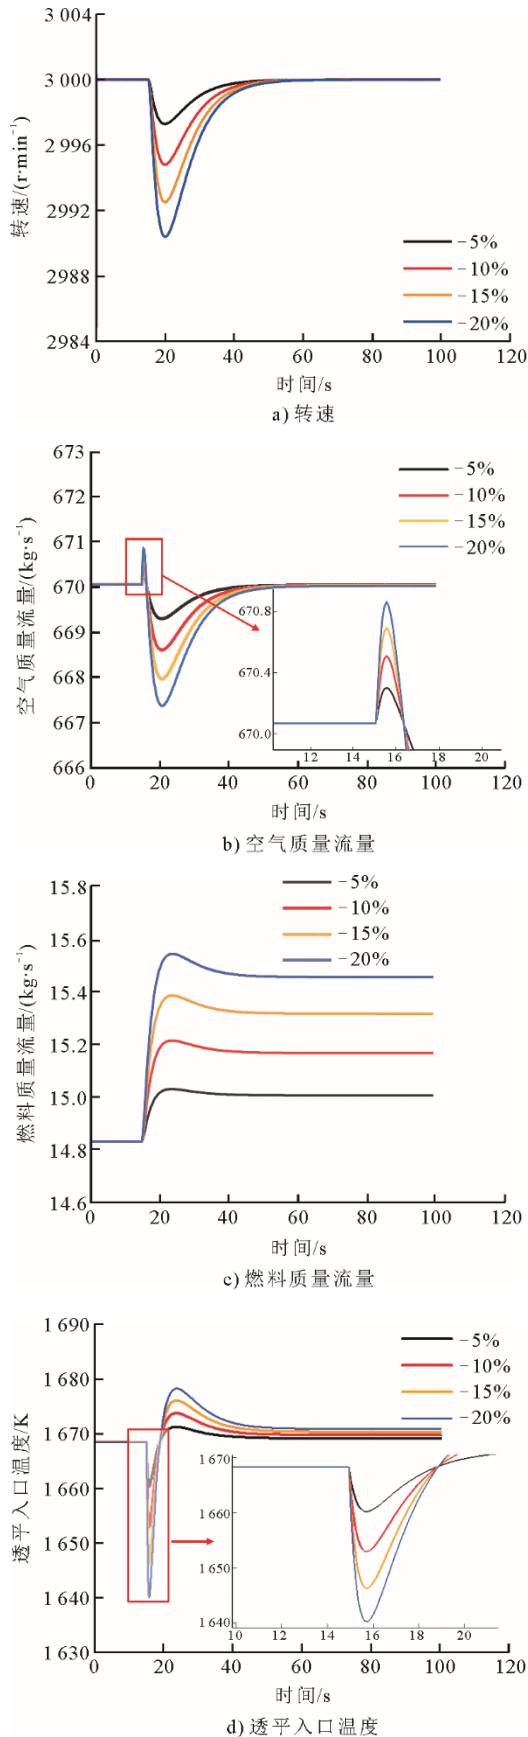 3 004
3 000
2 996
2 992
2 988
2 984
转速/(r·min⁻¹)
−5%
−10%
−15%
−20%
0 20 40 60 80 100 120
时间/s
a) 转速
673
672
671
670
669
668
667
666
空气质量流量/(kg·s⁻¹)
−5%
−10%
−15%
−20%
670.8
670.4
670.0
12 14 16 18 20
0 20 40 60 80 100 120
时间/s
b) 空气质量流量
15.8
15.6
15.4
15.2
15.0
14.8
14.6
燃料质量流量/(kg·s⁻¹)
−5%
−10%
−15%
−20%
0 20 40 60 80 100 120
时间/s
c) 燃料质量流量
1 690
1 680
1 670
1 660
1 650
1 640
1 630
透平入口温度/K
−5%
−10%
−15%
−20%
1 670
1 660
1 650
1 640
10 12 14 16 18 20
0 20 40 60 80 100 120
时间/s
d) 透平入口温度